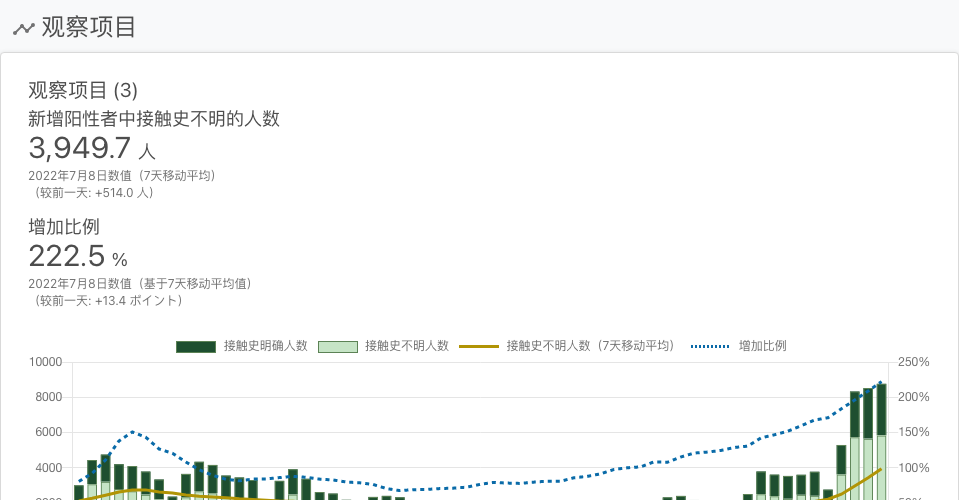 观察项目
观察项目 (3)
新增阳性者中接触史不明的人数
3,949.7 人
2022年7月8日数值（7天移动平均）
（较前一天: +514.0 人）
增加比例
222.5 %
2022年7月8日数值（基于7天移动平均值）
（较前一天: +13.4 ポイント）
接触史明确人数 接触史不明人数 接触史不明人数（7天移动平均） 增加比例
10000 250%
8000 200%
6000 150%
4000 100%